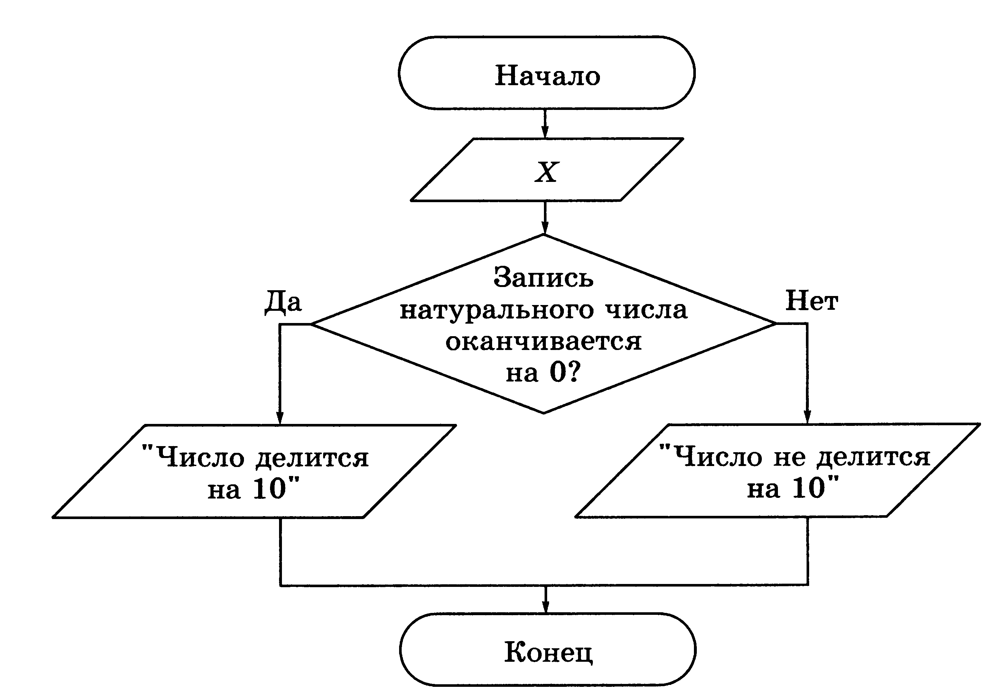 Начало
X
Запись
натурального числа
оканчивается
на 0?
Да
Нет
"Число делится
на 10"
"Число не делится
на 10"
Конец